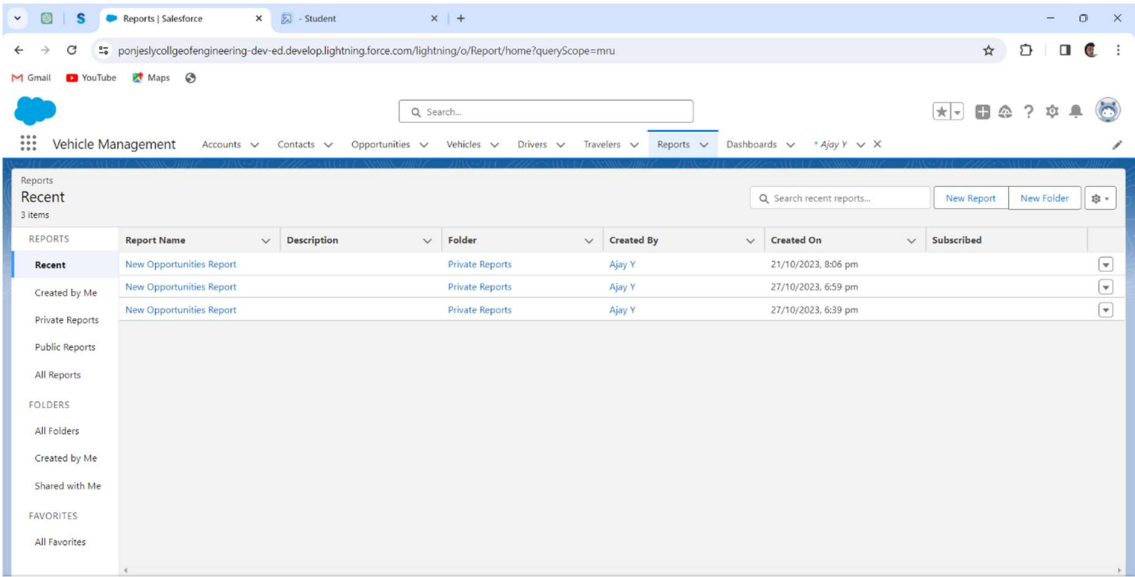 Reports | Salesforce
- Student
ponjeslycollgeofengineering-dev-ed.develop.lightning.force.com/lightning/o/Report/home?queryScope=mru
Gmail YouTube Maps
Search...
Vehicle Management Accounts Contacts Opportunities Vehicles Drivers Travelers Reports Dashboards * Ajay Y
Reports
Recent
3 items
Search recent reports...
New Report New Folder
REPORTS Report Name Description Folder Created By Created On Subscribed
Recent New Opportunities Report Private Reports Ajay Y 21/10/2023, 8:06 pm
Created by Me New Opportunities Report Private Reports Ajay Y 27/10/2023, 6:59 pm
Private Reports New Opportunities Report Private Reports Ajay Y 27/10/2023, 6:39 pm
Public Reports
All Reports
FOLDERS
All Folders
Created by Me
Shared with Me
FAVORITES
All Favorites